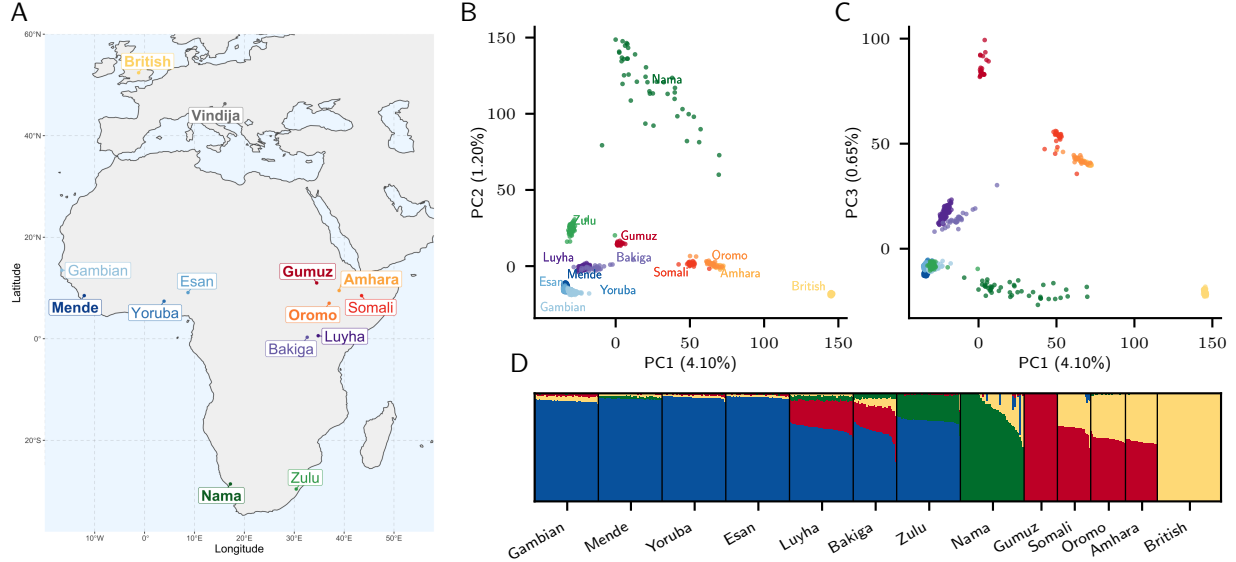 A
60°N
40°N
20°N
0°N
20°S
Latitude
10°W
0°E
10°E
20°E
30°E
40°E
50°E
Longitude
British
Vindija
Gambian
Esan
Gumuz
Amhara
Mende
Yoruba
Oromo
Somali
Luyha
Bakiga
Zulu
Nama
B
150
100
50
0
PC2 (1.20%)
0
50
100
150
PC1 (4.10%)
Nama
Zulu
Gumuz
Luyha
Bakiga
Oromo
Mende
Somali
Amhara
Esan
Yoruba
British
Gambian
C
100
50
0
PC3 (0.65%)
0
50
100
150
PC1 (4.10%)
D
Gambian
Mende
Yoruba
Esan
Luyha
Bakiga
Zulu
Nama
Gumuz
Somali
Oromo
Amhara
British